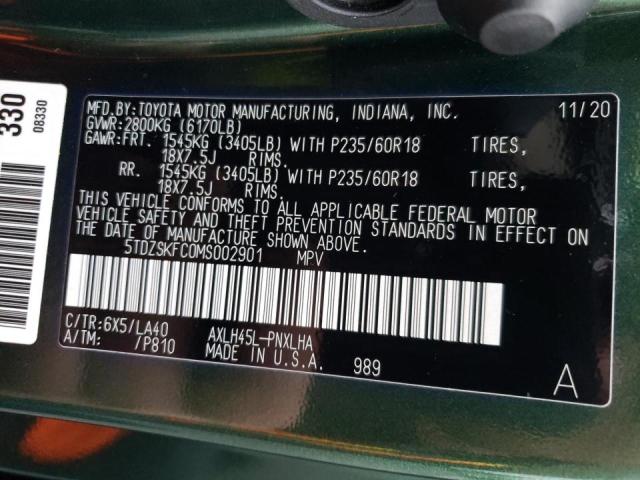 330
08330
MFD.BY:TOYOTA MOTOR MANUFACTURING, INDIANA, INC. 11/20
GVWR:2800KG (6170LB)
GAWR:FRT. 1545KG (3405LB) WITH P235/60R18 TIRES,
18X7.5J RIMS.
RR. 1545KG (3405LB) WITH P235/60R18 TIRES,
18X7.5J RIMS.
THIS VEHICLE CONFORMS TO ALL APPLICABLE FEDERAL MOTOR
VEHICLE SAFETY AND THEFT PREVENTION STANDARDS IN EFFECT ON
THE DATE OF MANUFACTURE SHOWN ABOVE.
5TDZSKFC0MS002901 MPV
C/TR:6X5/LA40 AXLH45L-PNXLHA
A/TM: /P810 MADE IN U.S.A. 989
A